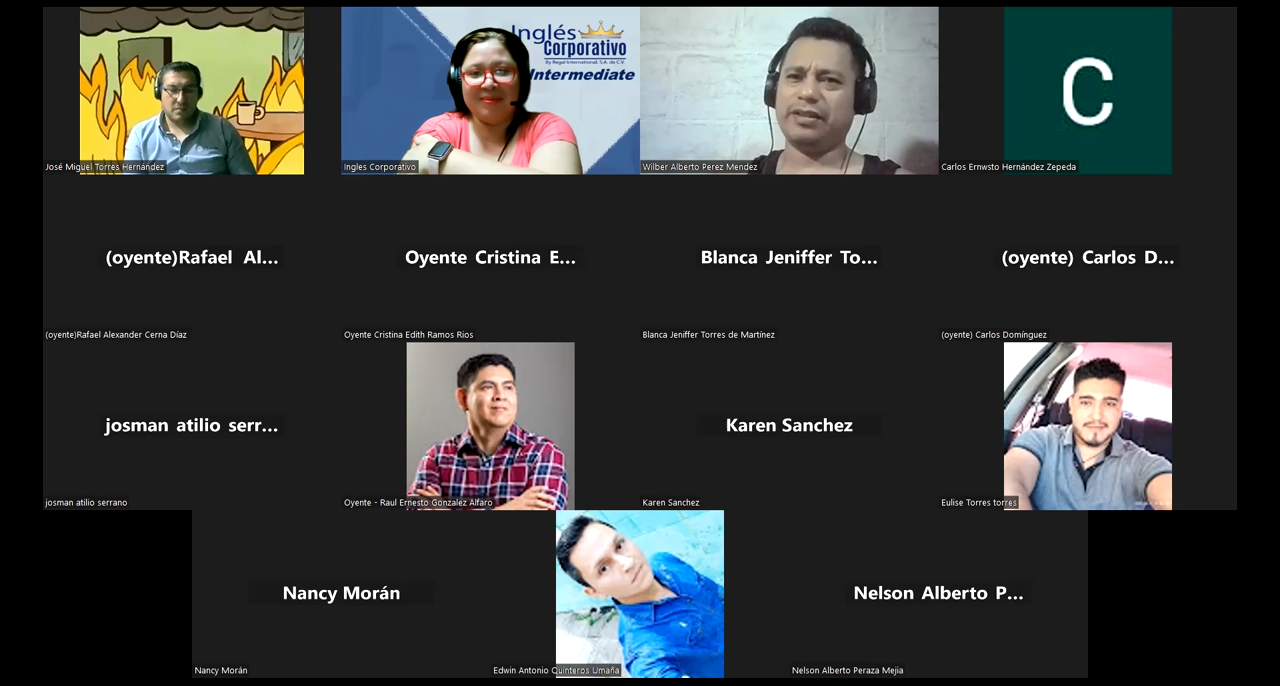 Inglés
Corporativo
By Regal International, S.A. de C.V.
Intermediate
C
José Miguel Torres Hernández
Ingles Corporativo
Wilber Alberto Perez Mendez
Carlos Ernwsto Hernández Zepeda
(oyente)Rafael Al...
Oyente Cristina E...
Blanca Jeniffer To...
(oyente) Carlos D...
(oyente)Rafael Alexander Cerna Díaz
Oyente Cristina Edith Ramos Rios
Blanca Jeniffer Torres de Martínez
(oyente) Carlos Domínguez
josman atilio serr...
Karen Sanchez
josman atilio serrano
Oyente - Raul Ernesto Gonzalez Alfaro
Karen Sanchez
Eulise Torres torres
Nancy Morán
Nelson Alberto P...
Nancy Morán
Edwin Antonio Quinteros Umaña
Nelson Alberto Peraza Mejia